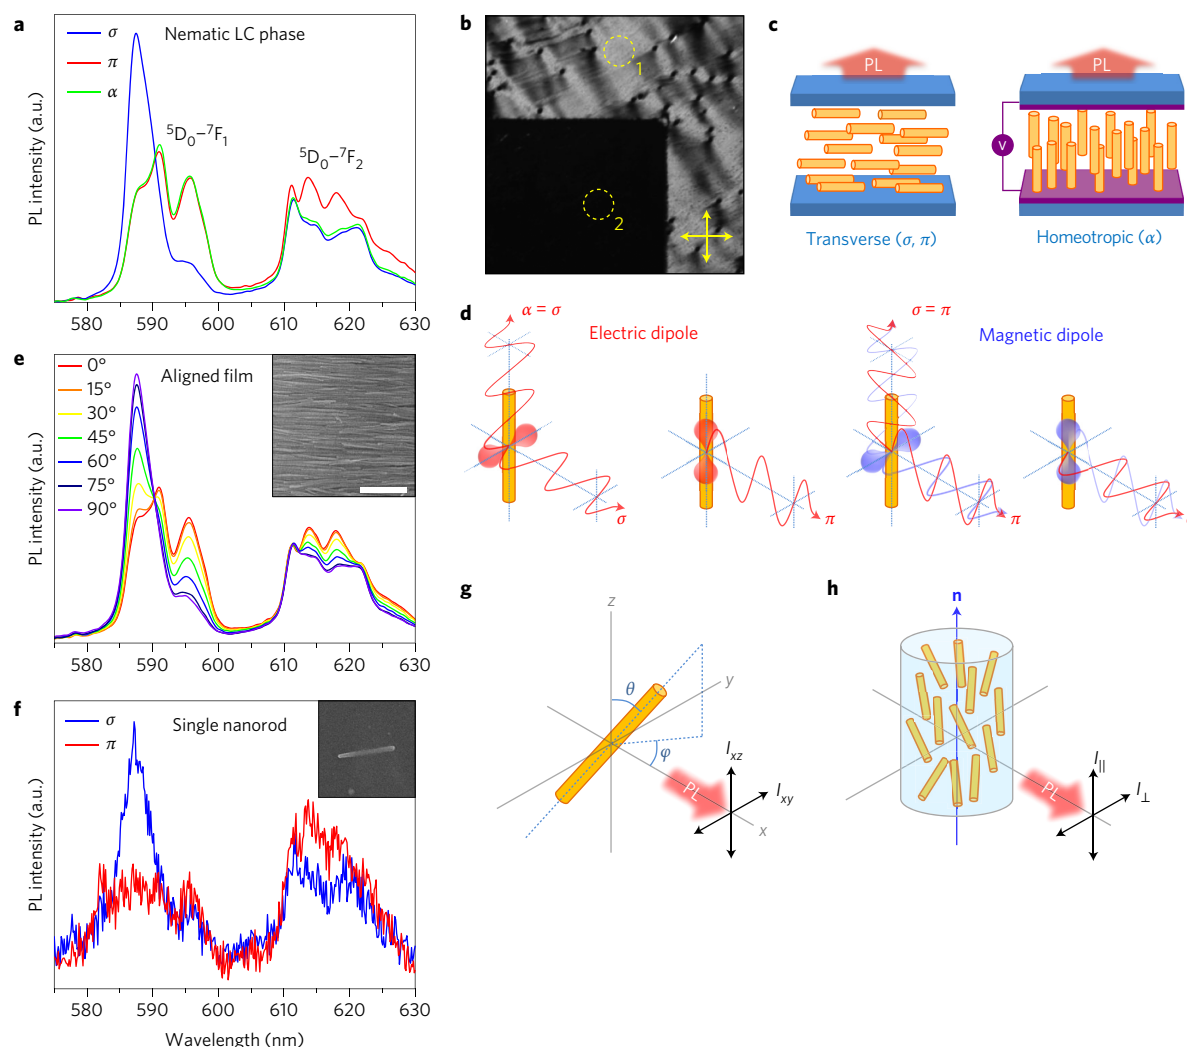 a
Nematic LC phase
σ
π
α
⁵D₀–⁷F₁
⁵D₀–⁷F₂
PL intensity (a.u.)
580 590 600 610 620 630
b
1
2
c
PL
PL
V
Transverse (σ, π)
Homeotropic (α)
d
α = σ
Electric dipole
σ
π
σ = π
Magnetic dipole
π
e
Aligned film
0°
15°
30°
45°
60°
75°
90°
PL intensity (a.u.)
580 590 600 610 620 630
f
Single nanorod
σ
π
PL intensity (a.u.)
580 590 600 610 620 630
Wavelength (nm)
g
z
θ
y
φ
PL
I_xz
I_xy
x
h
n
PL
I_||
I_⊥